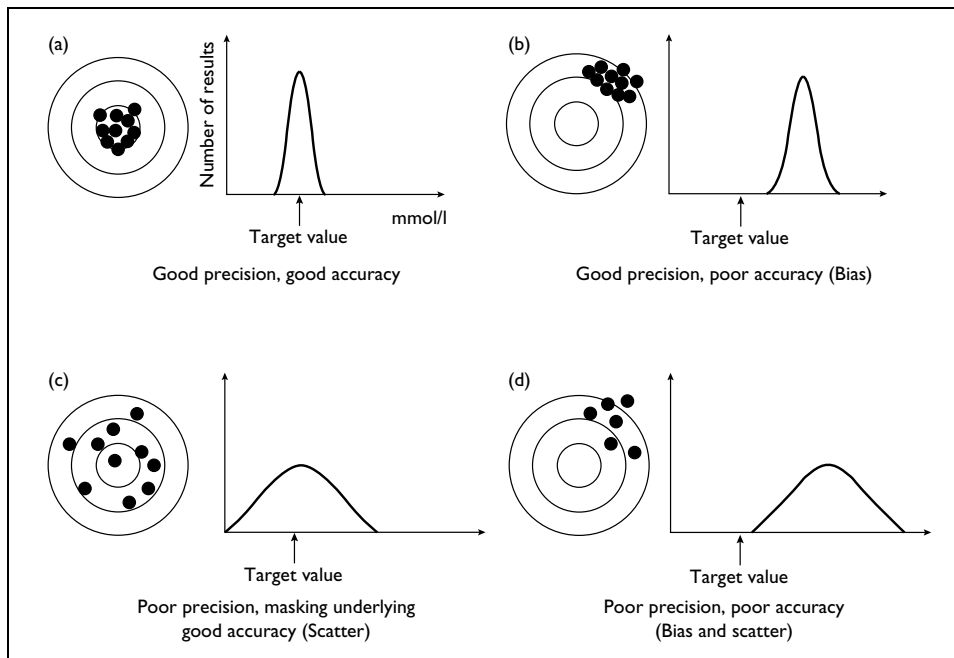 (a)
Number of results
mmol/l
Target value
Good precision, good accuracy
(b)
Target value
Good precision, poor accuracy (Bias)
(c)
Target value
Poor precision, masking underlying
good accuracy (Scatter)
(d)
Target value
Poor precision, poor accuracy
(Bias and scatter)